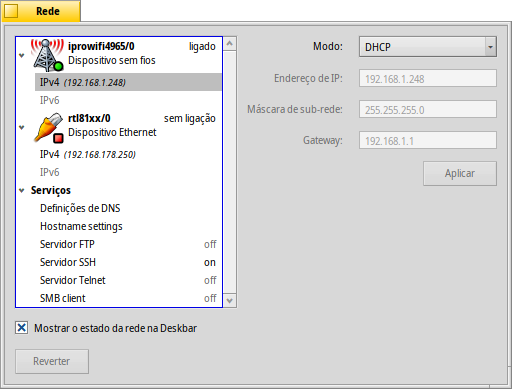 Rede
iprowifi4965/0 ligado
Dispositivo sem fios
IPv4 (192.168.1.248)
IPv6
rtl81xx/0 sem ligação
Dispositivo Ethernet
IPv4 (192.168.178.250)
IPv6
Serviços
Definições de DNS
Hostname settings
Servidor FTP off
Servidor SSH on
Servidor Telnet off
SMB client off
Modo: DHCP
Endereço de IP: 192.168.1.248
Máscara de sub-rede: 255.255.255.0
Gateway: 192.168.1.1
Aplicar
Mostrar o estado da rede na Deskbar
Reverter